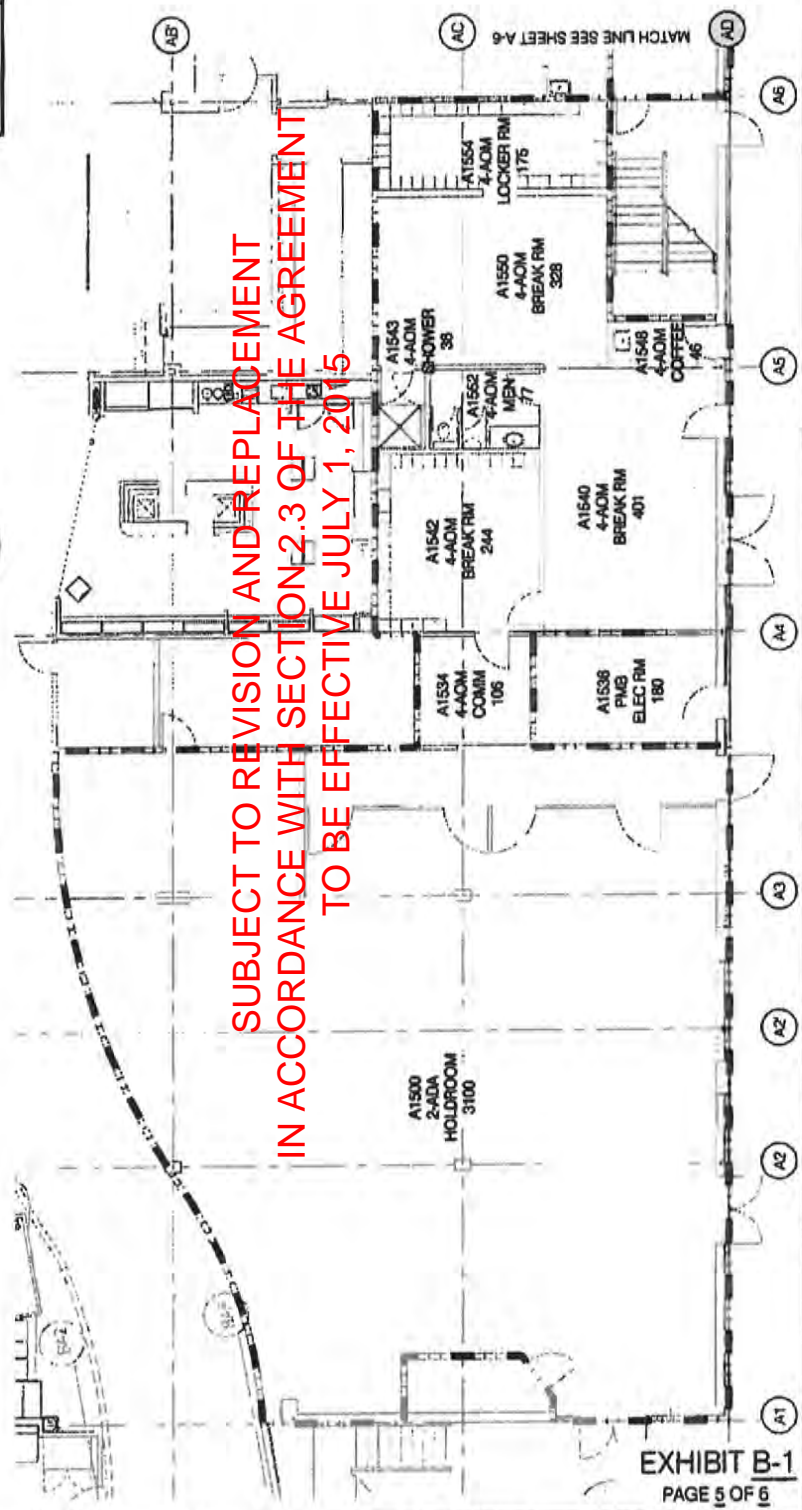 SUBJECT TO REVISION AND REPLACEMENT
IN ACCORDANCE WITH SECTION 2.3 OF THE AGREEMENT
TO BE EFFECTIVE JULY 1, 2015
MATCH LINE SEE SHEET A-6
AB'
AC
AD
A1
A2
A2'
A3
A4
A5
A6
A1500
2-ADA
HOLDROOM
3100
A1534
4-AOM
COMM
106
A1536
PMB
ELEC RM
180
A1542
4-AOM
BREAK RM
244
A1540
4-AOM
BREAK RM
401
A1543
4-AOM
SHOWER
38
A1552
4-AOM
MEN
77
A1550
4-AOM
BREAK RM
328
A1548
4-AOM
COFFEE
46
A1554
4-AOM
LOCKER RM
175
EXHIBIT B-1
PAGE 5 OF 6